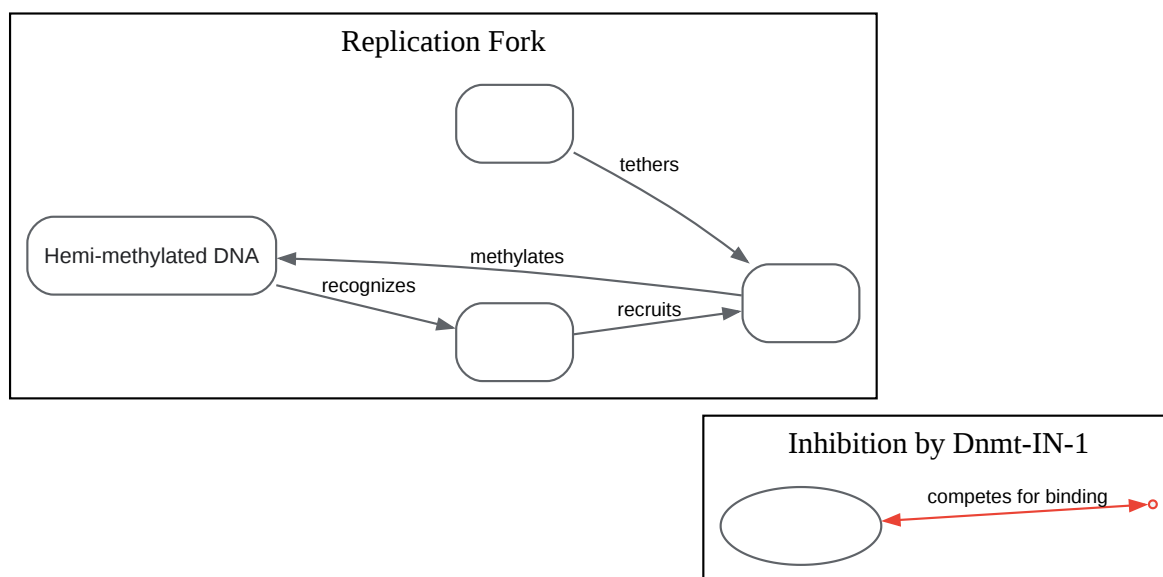 Replication Fork
tethers
Hemi-methylated DNA
methylates
recognizes
recruits
Inhibition by Dnmt-IN-1
competes for binding